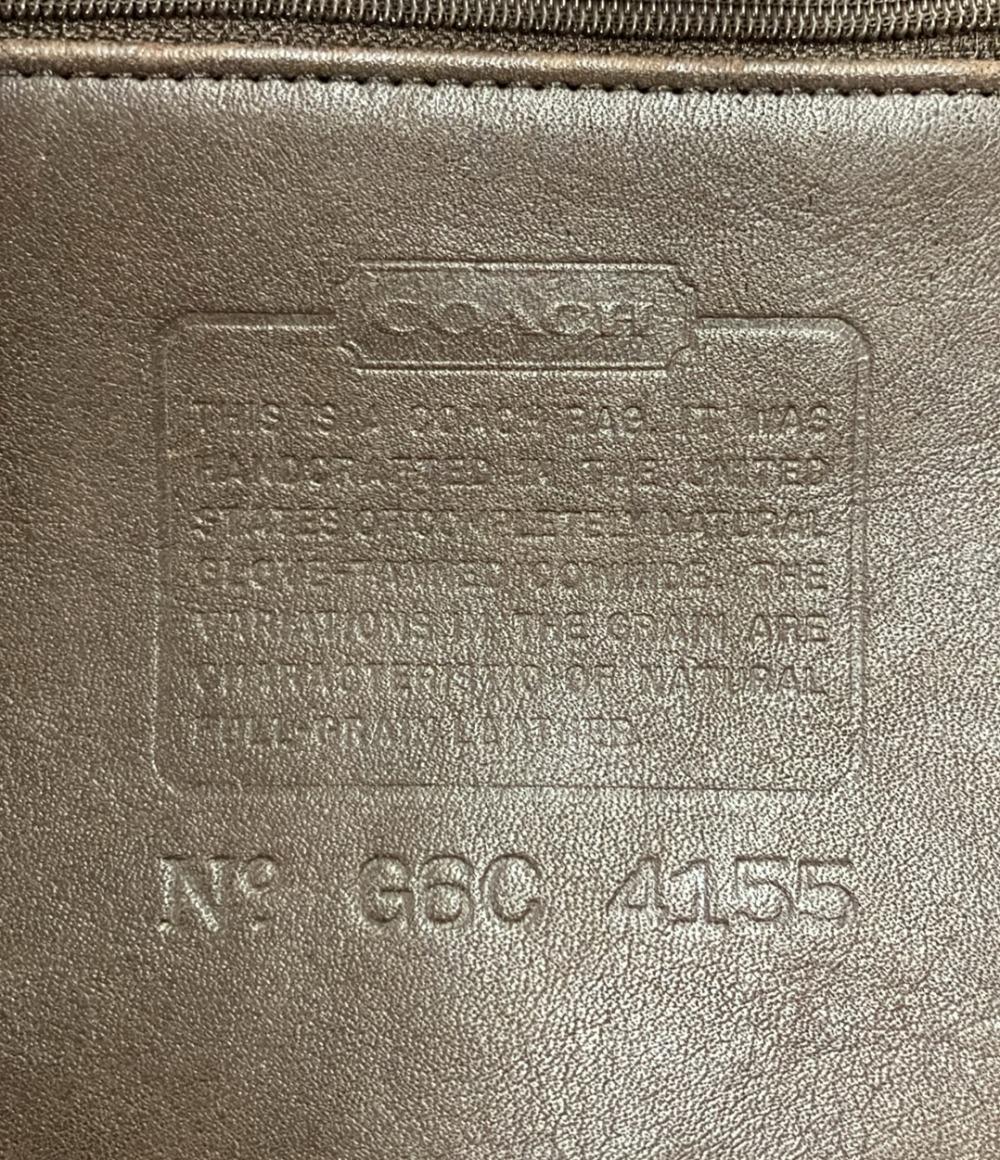 COACH
THIS IS A COACH BAG. IT WAS
HANDCRAFTED IN THE UNITED
STATES OF COMPLETELY NATURAL
GLOVE-TANNED COWHIDE. THE
VARIATIONS IN THE GRAIN ARE
CHARACTERISTIC OF NATURAL
FULL-GRAIN LEATHER.
Nº G6C 4155